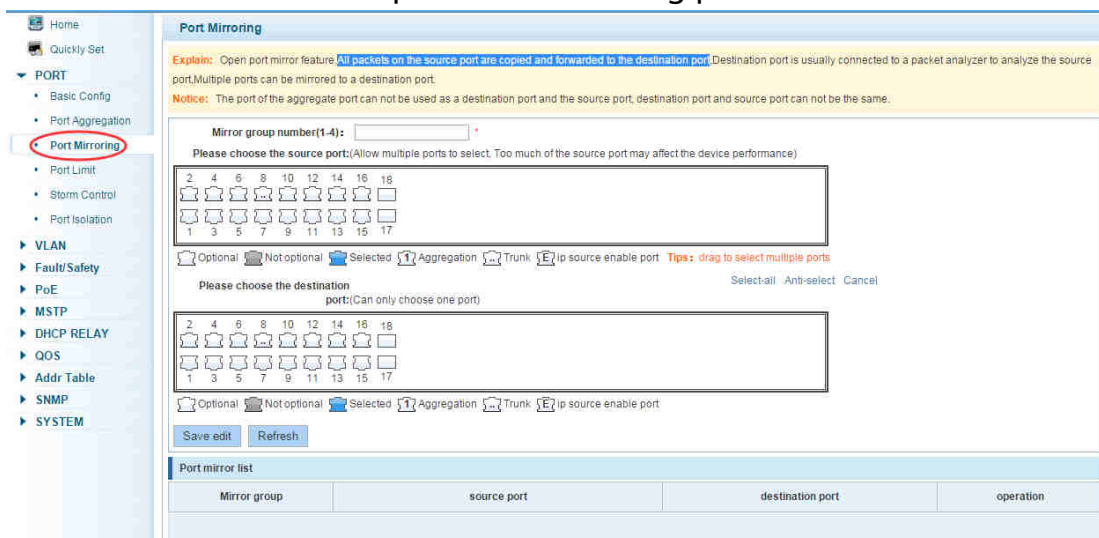 Home
Quickly Set
PORT
Basic Config
Port Aggregation
Port Mirroring
Port Limit
Storm Control
Port Isolation
VLAN
Fault/Safety
PoE
MSTP
DHCP RELAY
QOS
Addr Table
SNMP
SYSTEM
Port Mirroring
Explain: Open port mirror feature,All packets on the source port are copied and forwarded to the destination port,Destination port is usually connected to a packet analyzer to analyze the source
port,Multiple ports can be mirrored to a destination port.
Notice: The port of the aggregate port can not be used as a destination port and the source port, destination port and source port can not be the same.
Mirror group number(1-4): *
Please choose the source port:(Allow multiple ports to select, Too much of the source port may affect the device performance)
2 4 6 8 10 12 14 16 18
1 3 5 7 9 11 13 15 17
Optional Not optional Selected 1 Aggregation .. Trunk E ip source enable port Tips: drag to select multiple ports
Select-all Anti-select Cancel
Please choose the destination
port:(Can only choose one port)
2 4 6 8 10 12 14 16 18
1 3 5 7 9 11 13 15 17
Optional Not optional Selected 1 Aggregation .. Trunk E ip source enable port
Save edit Refresh
Port mirror list
Mirror group source port destination port operation